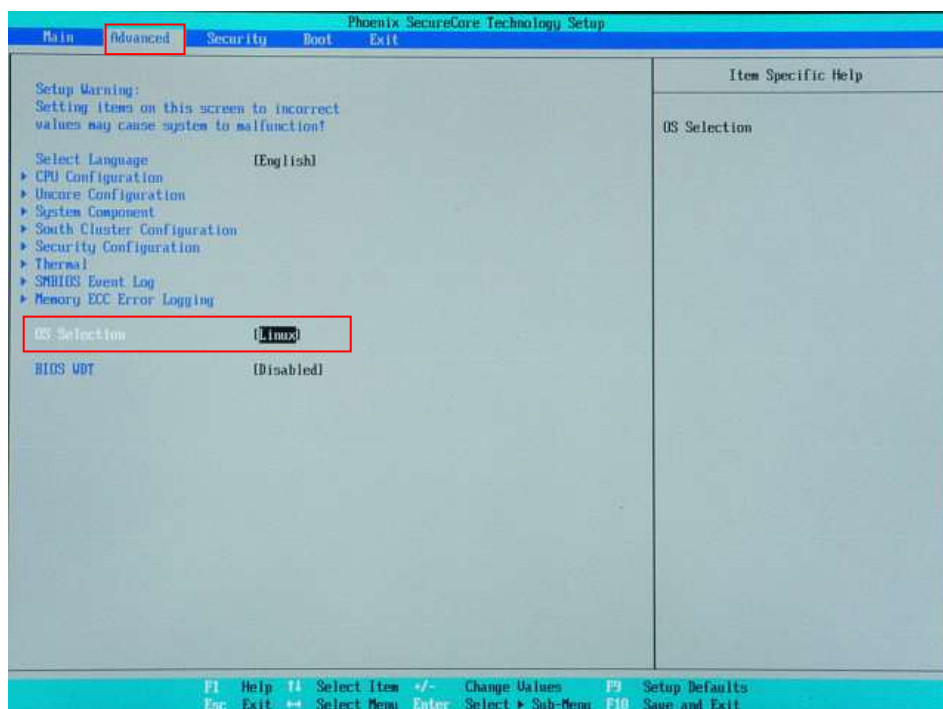 Phoenix SecureCore Technology Setup
Main Advanced Security Boot Exit
Setup Warning:
Setting items on this screen to incorrect
values may cause system to malfunction!
Select Language [English]
▶ CPU Configuration
▶ Uncore Configuration
▶ System Component
▶ South Cluster Configuration
▶ Security Configuration
▶ Thermal
▶ SMBIOS Event Log
▶ Memory ECC Error Logging
OS Selection [Linux]
BIOS WDT [Disabled]
Item Specific Help
OS Selection
F1 Help ↑↓ Select Item +/- Change Values F9 Setup Defaults
Esc Exit ↔ Select Menu Enter Select ▶ Sub-Menu F10 Save and Exit